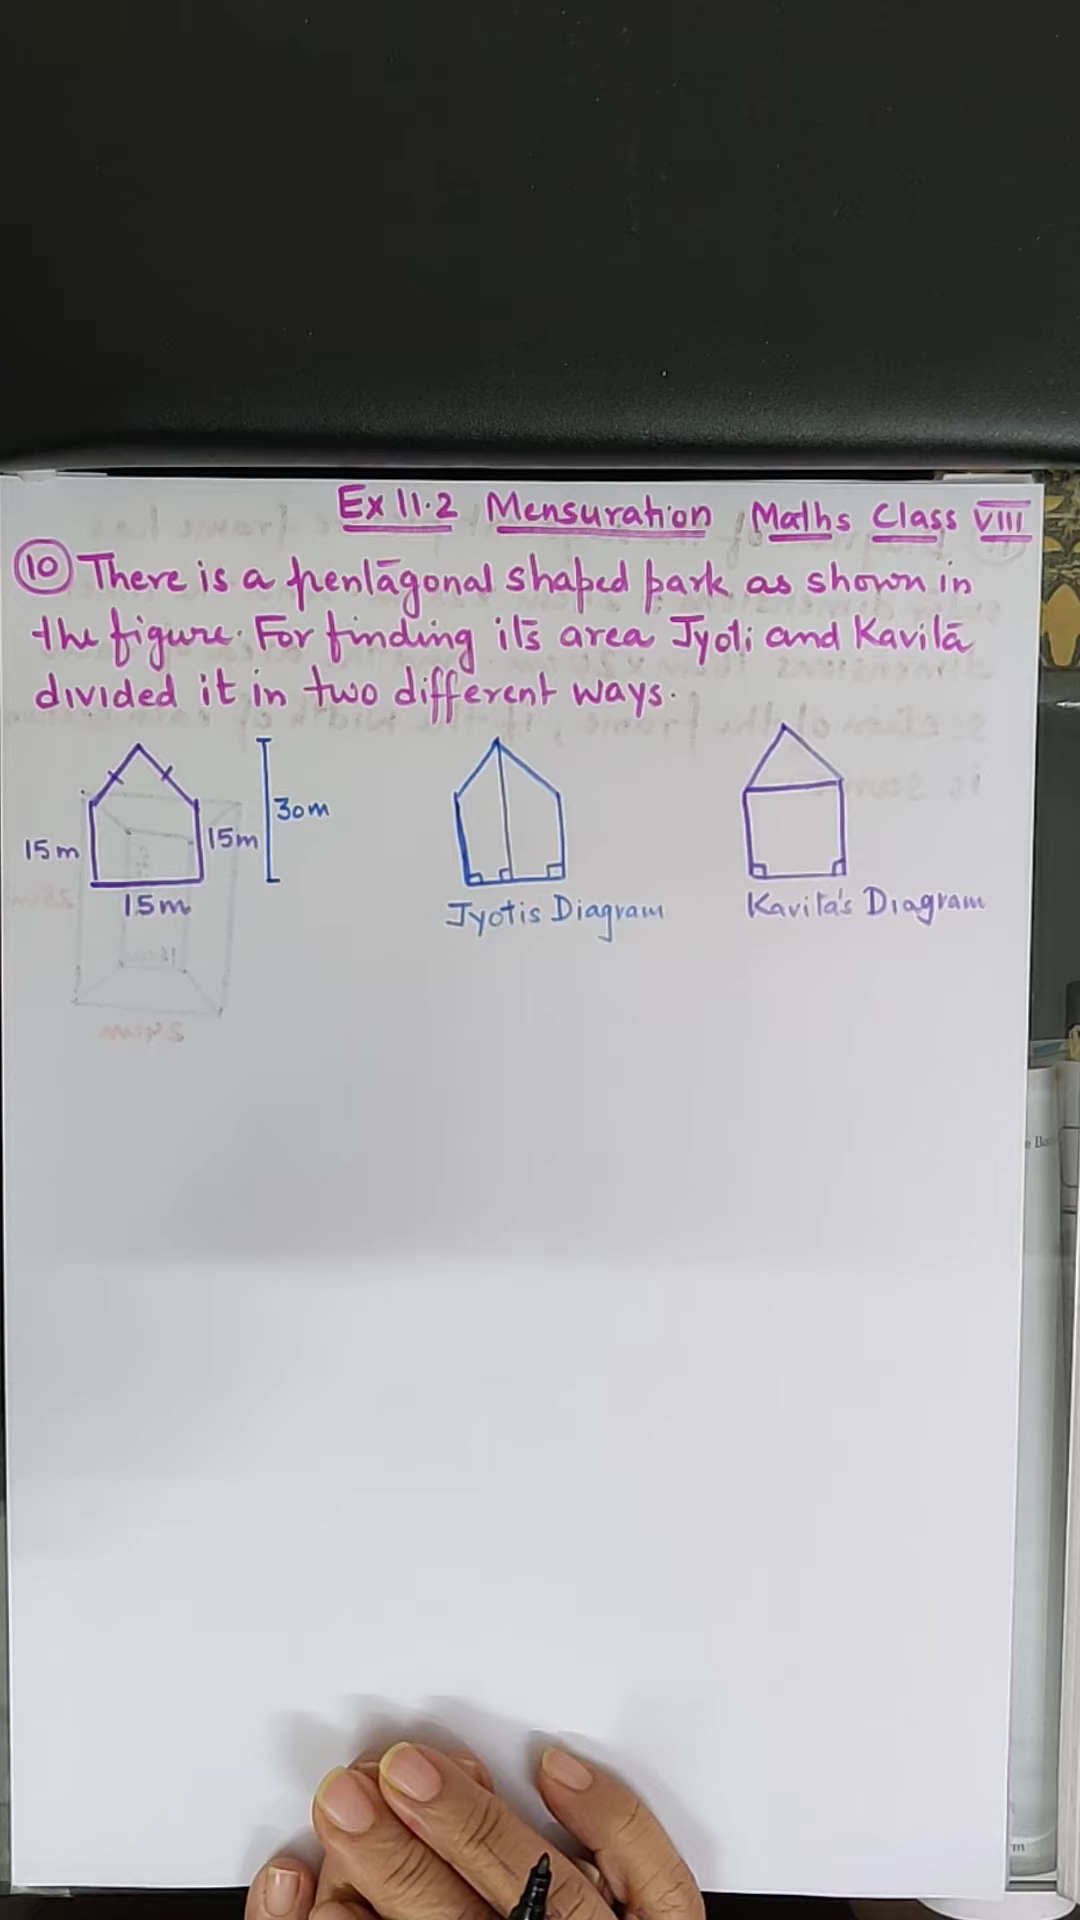 Ex 11.2 Mensuration Maths Class VIII
10 There is a pentagonal shaped park as shown in
the figure. For finding its area Jyoti and Kavita
divided it in two different ways.
30m
15m
15m
15m
Jyotis Diagram
Kavita's Diagram